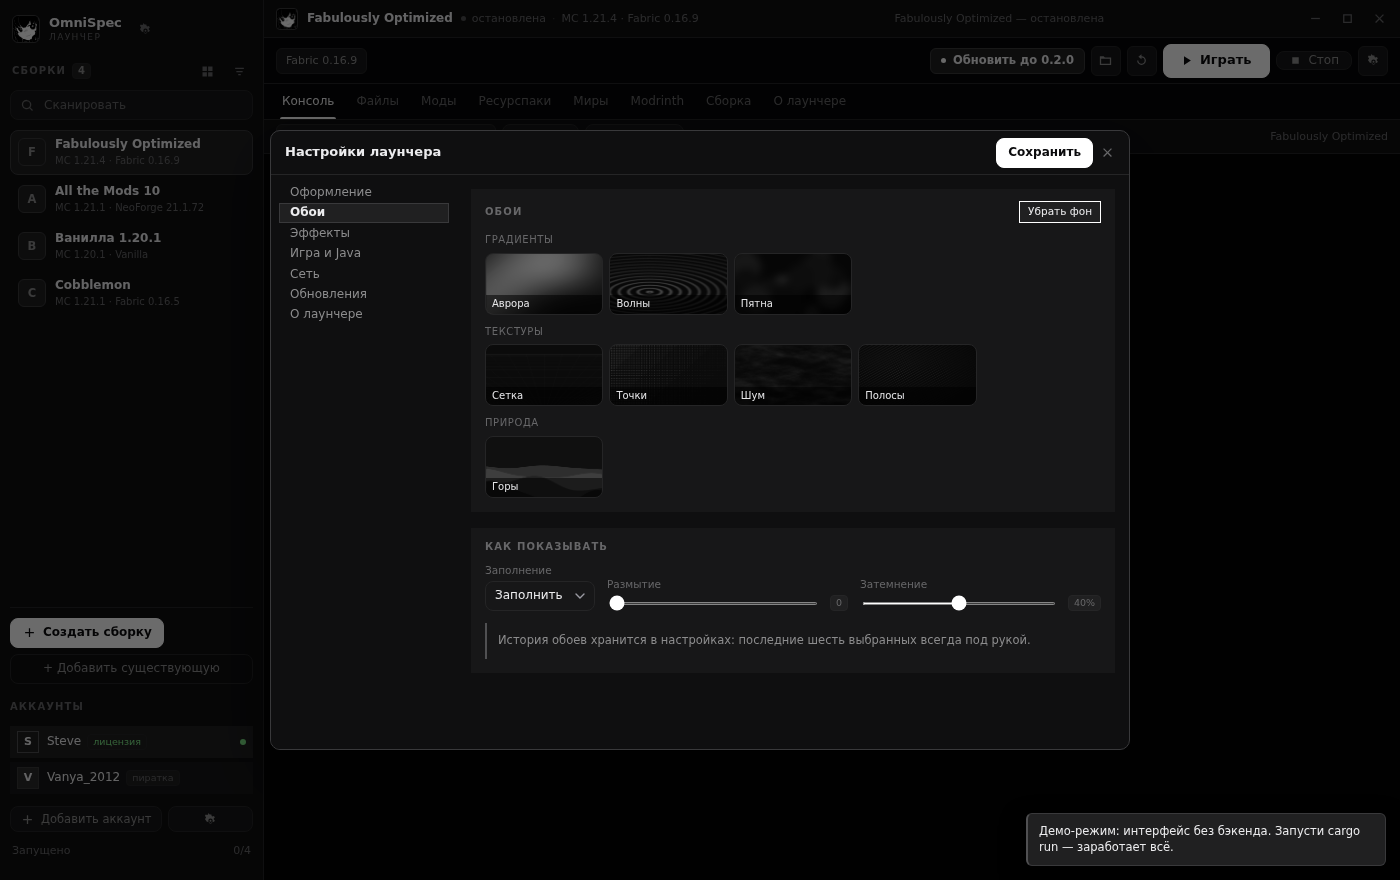 OmniSpec
ЛАУНЧЕР
Fabulously Optimized
остановлена · MC 1.21.4 · Fabric 0.16.9
Fabulously Optimized — остановлена
СБОРКИ 4
Сканировать
F
Fabulously Optimized
MC 1.21.4 · Fabric 0.16.9
A
All the Mods 10
MC 1.21.1 · NeoForge 21.1.72
B
Ванилла 1.20.1
MC 1.20.1 · Vanilla
C
Cobblemon
MC 1.21.1 · Fabric 0.16.5
+ Создать сборку
+ Добавить существующую
АККАУНТЫ
S Steve лицензия
V Vanya_2012 пиратка
+ Добавить аккаунт
Запущено 0/4
Fabric 0.16.9
Обновить до 0.2.0
Играть
Стоп
Консоль Файлы Моды Ресурспаки Миры Modrinth Сборка О лаунчере
Fabulously Optimized
Настройки лаунчера
Сохранить
Оформление
Обои
Эффекты
Игра и Java
Сеть
Обновления
О лаунчере
ОБОИ
Убрать фон
ГРАДИЕНТЫ
Аврора
Волны
Пятна
ТЕКСТУРЫ
Сетка
Точки
Шум
Полосы
ПРИРОДА
Горы
КАК ПОКАЗЫВАТЬ
Заполнение
Заполнить
Размытие
0
Затемнение
40%
История обоев хранится в настройках: последние шесть выбранных всегда под рукой.
Демо-режим: интерфейс без бэкенда. Запусти cargo
run — заработает всё.